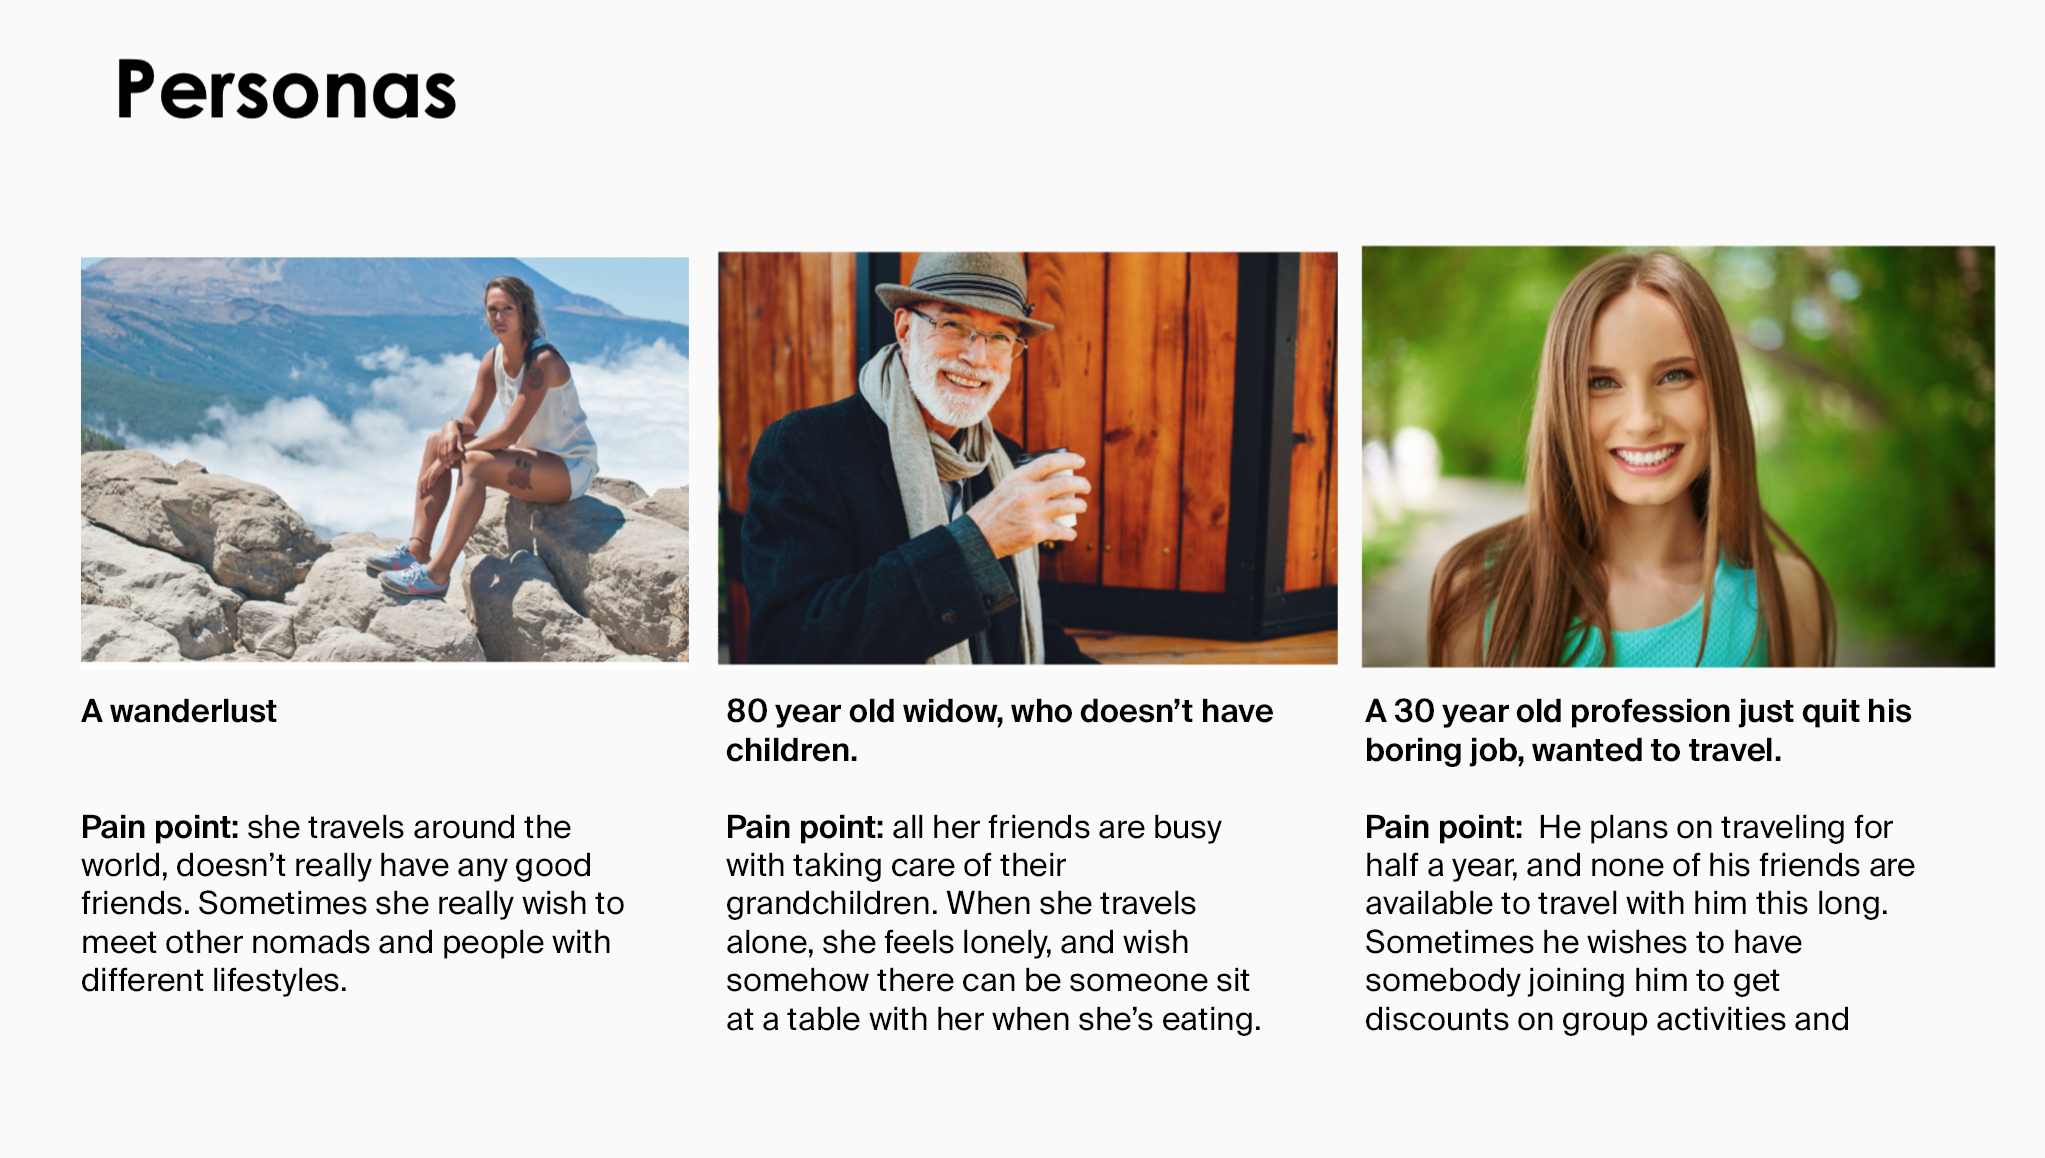 Personas
A wanderlust
Pain point: she travels around the
world, doesn’t really have any good
friends. Sometimes she really wish to
meet other nomads and people with
different lifestyles.
80 year old widow, who doesn’t have
children.
Pain point: all her friends are busy
with taking care of their
grandchildren. When she travels
alone, she feels lonely, and wish
somehow there can be someone sit
at a table with her when she’s eating.
A 30 year old profession just quit his
boring job, wanted to travel.
Pain point:  He plans on traveling for
half a year, and none of his friends are
available to travel with him this long.
Sometimes he wishes to have
somebody joining him to get
discounts on group activities and